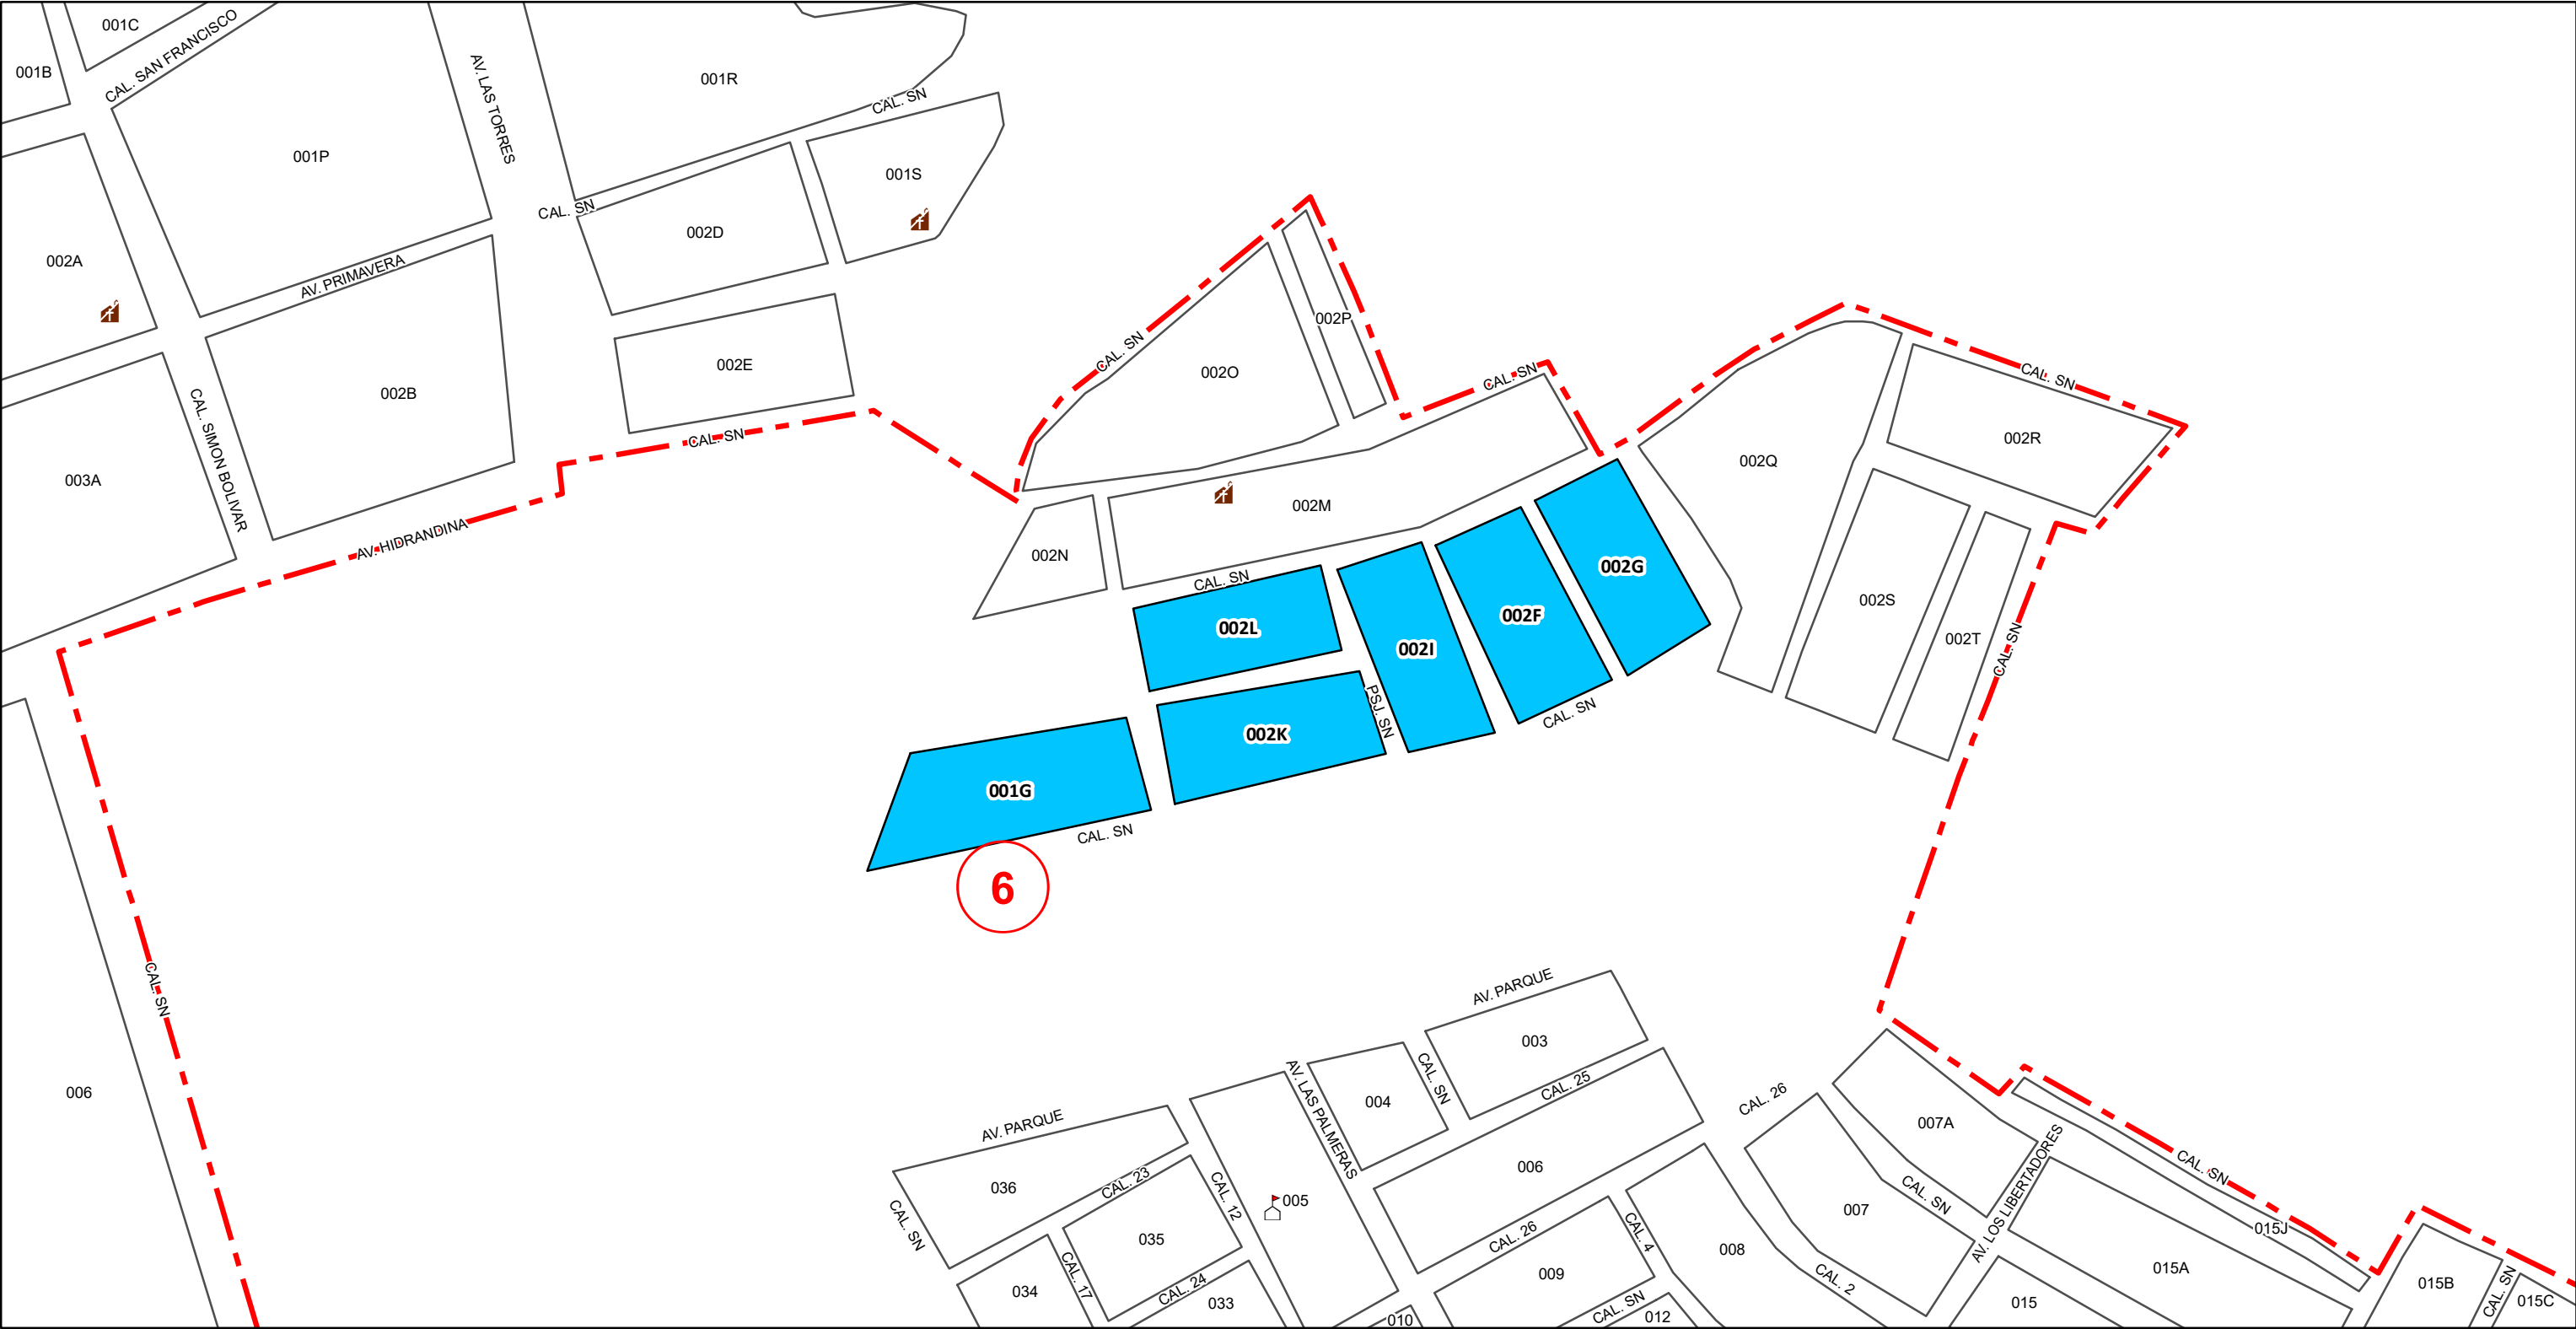 001C
CAL. SAN FRANCISCO
001B
AV. LAS TORRES
001R
CAL. SN
001P
001S
CAL. SN
002D
002A
AV. PRIMAVERA
002P
CAL. SN
002O
002E
CAL. SN
CAL. SN
002B
CAL. SIMON BOLIVAR
CAL. SN
002R
002Q
003A
002M
AV. HIDRANDINA
002N
002G
CAL. SN
002S
002F
002L
002T
CAL. SN
002I
PSJ. SN
CAL. SN
002K
001G
CAL. SN
6
CAL. SN
AV. PARQUE
003
006
CAL. SN
CAL. 25
004
CAL. 26
AV. LAS PALMERAS
AV. PARQUE
007A
AV. LOS LIBERTADORES
006
CAL. SN
CAL. 23
036
CAL. 12
005
CAL. SN
007
CAL. SN
CAL. 26
CAL. 4
015J
035
008
CAL. 17
009
CAL. 2
015A
034
CAL. 24
033
CAL. SN
010
012
015
015B
CAL. SN
015C